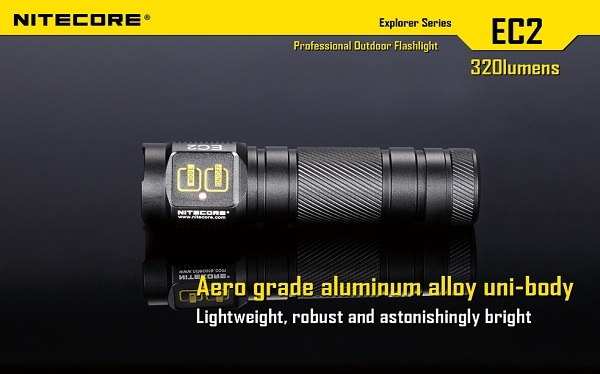 NITECORE®
Explorer Series
EC2
Professional Outdoor Flashlight
320lumens
EC2
NITECORE®
www.nitecore.com
Aero grade aluminum alloy uni-body
Lightweight, robust and astonishingly bright